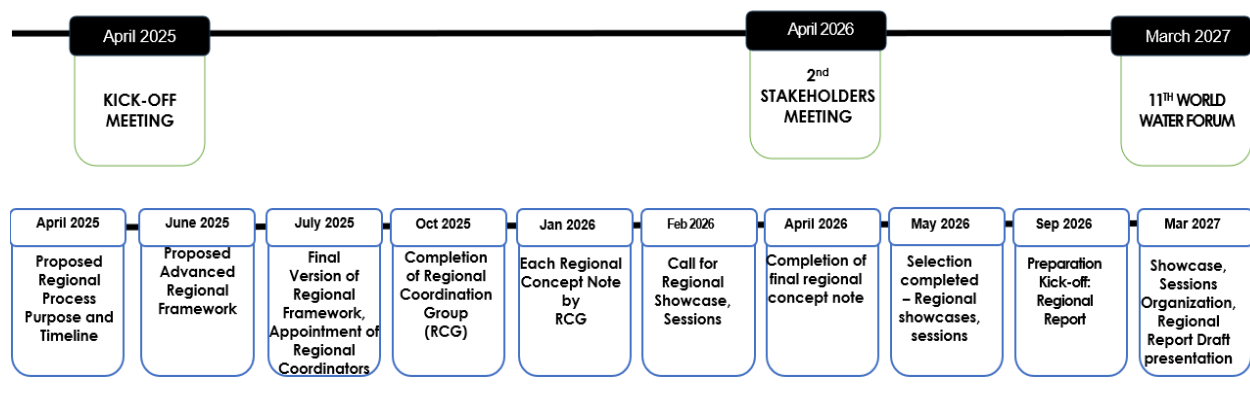 April 2025
KICK-OFF
MEETING
April 2026
2nd
STAKEHOLDERS
MEETING
March 2027
11TH WORLD
WATER FORUM
April 2025
Proposed
Regional
Process
Purpose and
Timeline
June 2025
Proposed
Advanced
Regional
Framework
July 2025
Final
Version of
Regional
Framework,
Appointment of
Regional
Coordinators
Oct 2025
Completion
of Regional
Coordination
Group
(RCG)
Jan 2026
Each Regional
Concept Note
by
RCG
Feb 2026
Call for
Regional
Showcase,
Sessions
April 2026
Completion of
final regional
concept note
May 2026
Selection
completed
– Regional
showcases,
sessions
Sep 2026
Preparation
Kick-off:
Regional
Report
Mar 2027
Showcase,
Sessions
Organization,
Regional
Report Draft
presentation